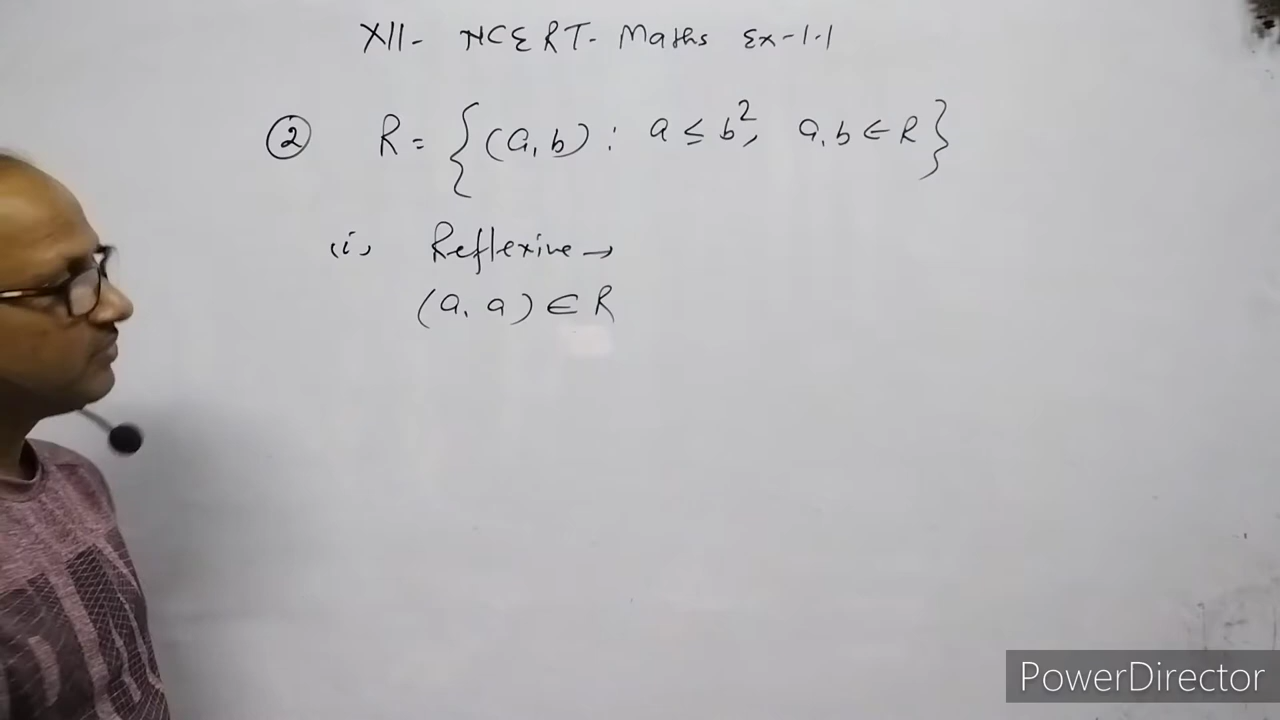 XII- NCERT- Maths Ex-1.1
② R = {(a, b) : a ≤ b², a, b ∈ R}
(i) Reflexive →
(a, a) ∈ R
PowerDirector